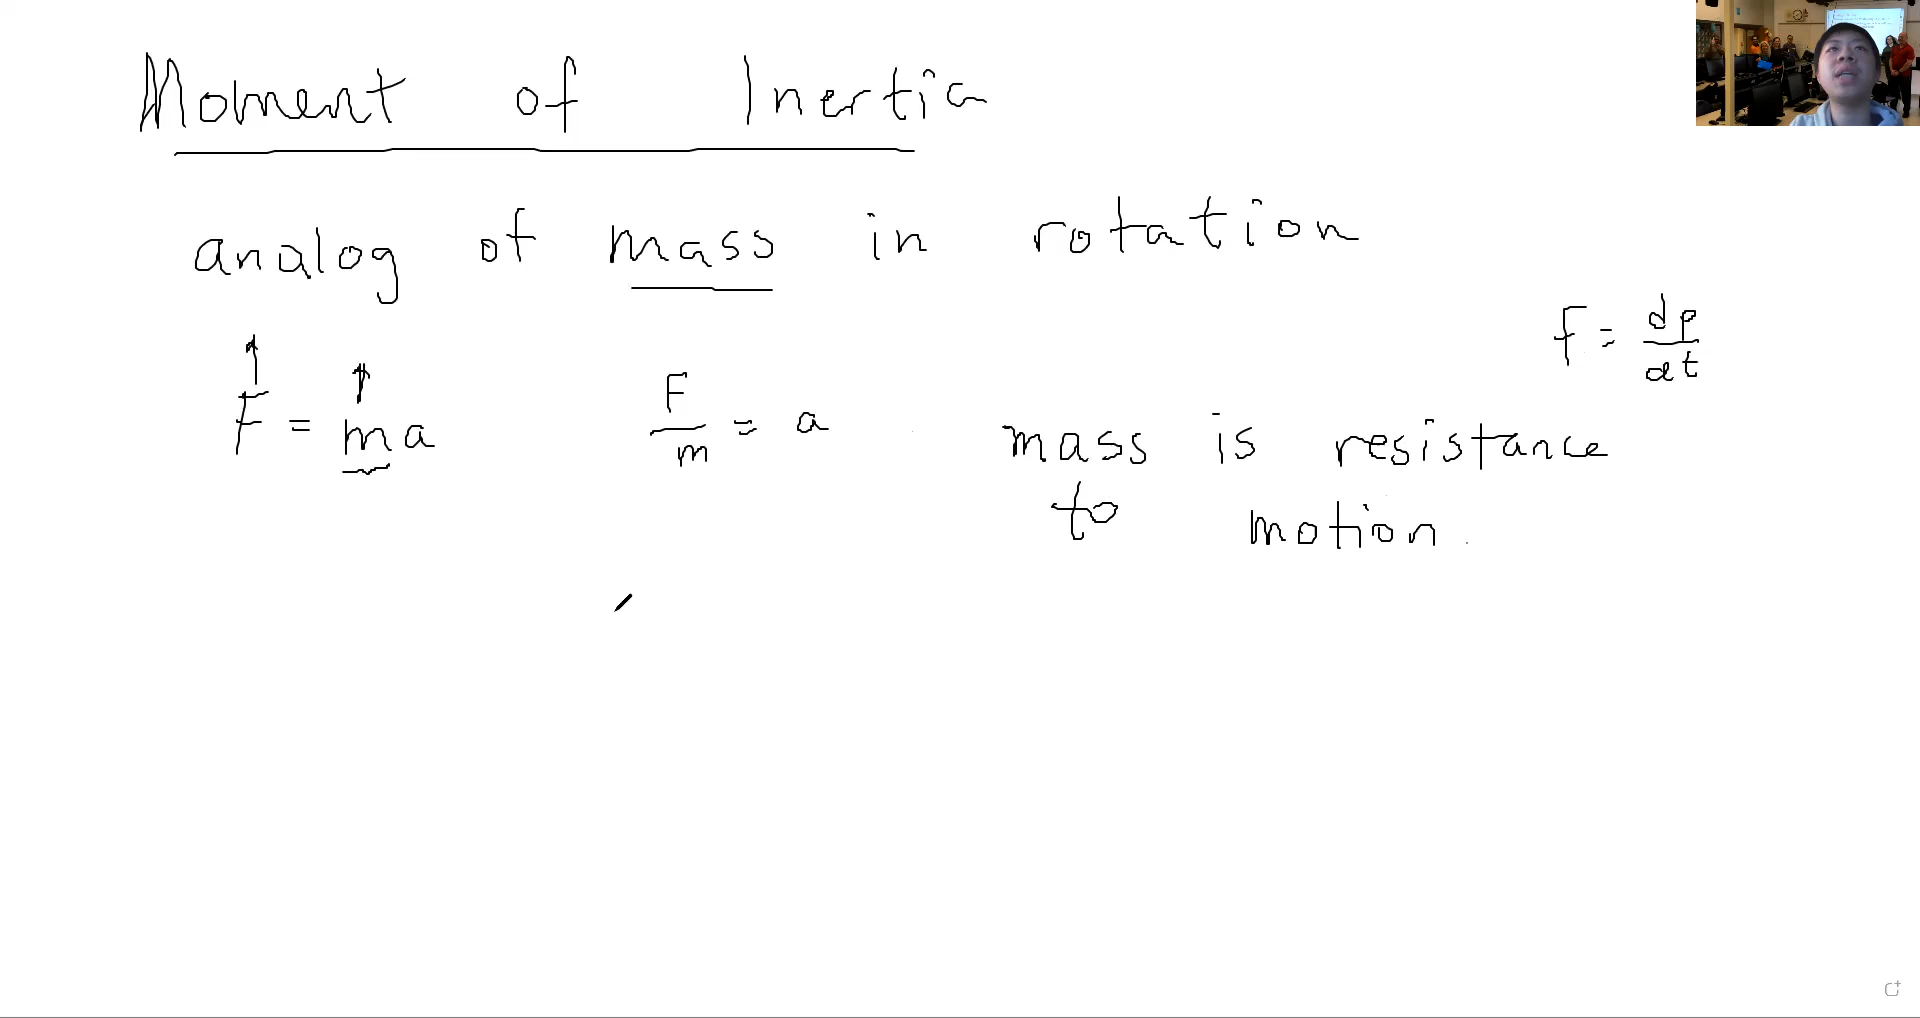 Moment of Inertia
analog of mass in rotation
F = dp/dt
F = ma F/m = a mass is resistance
to motion.